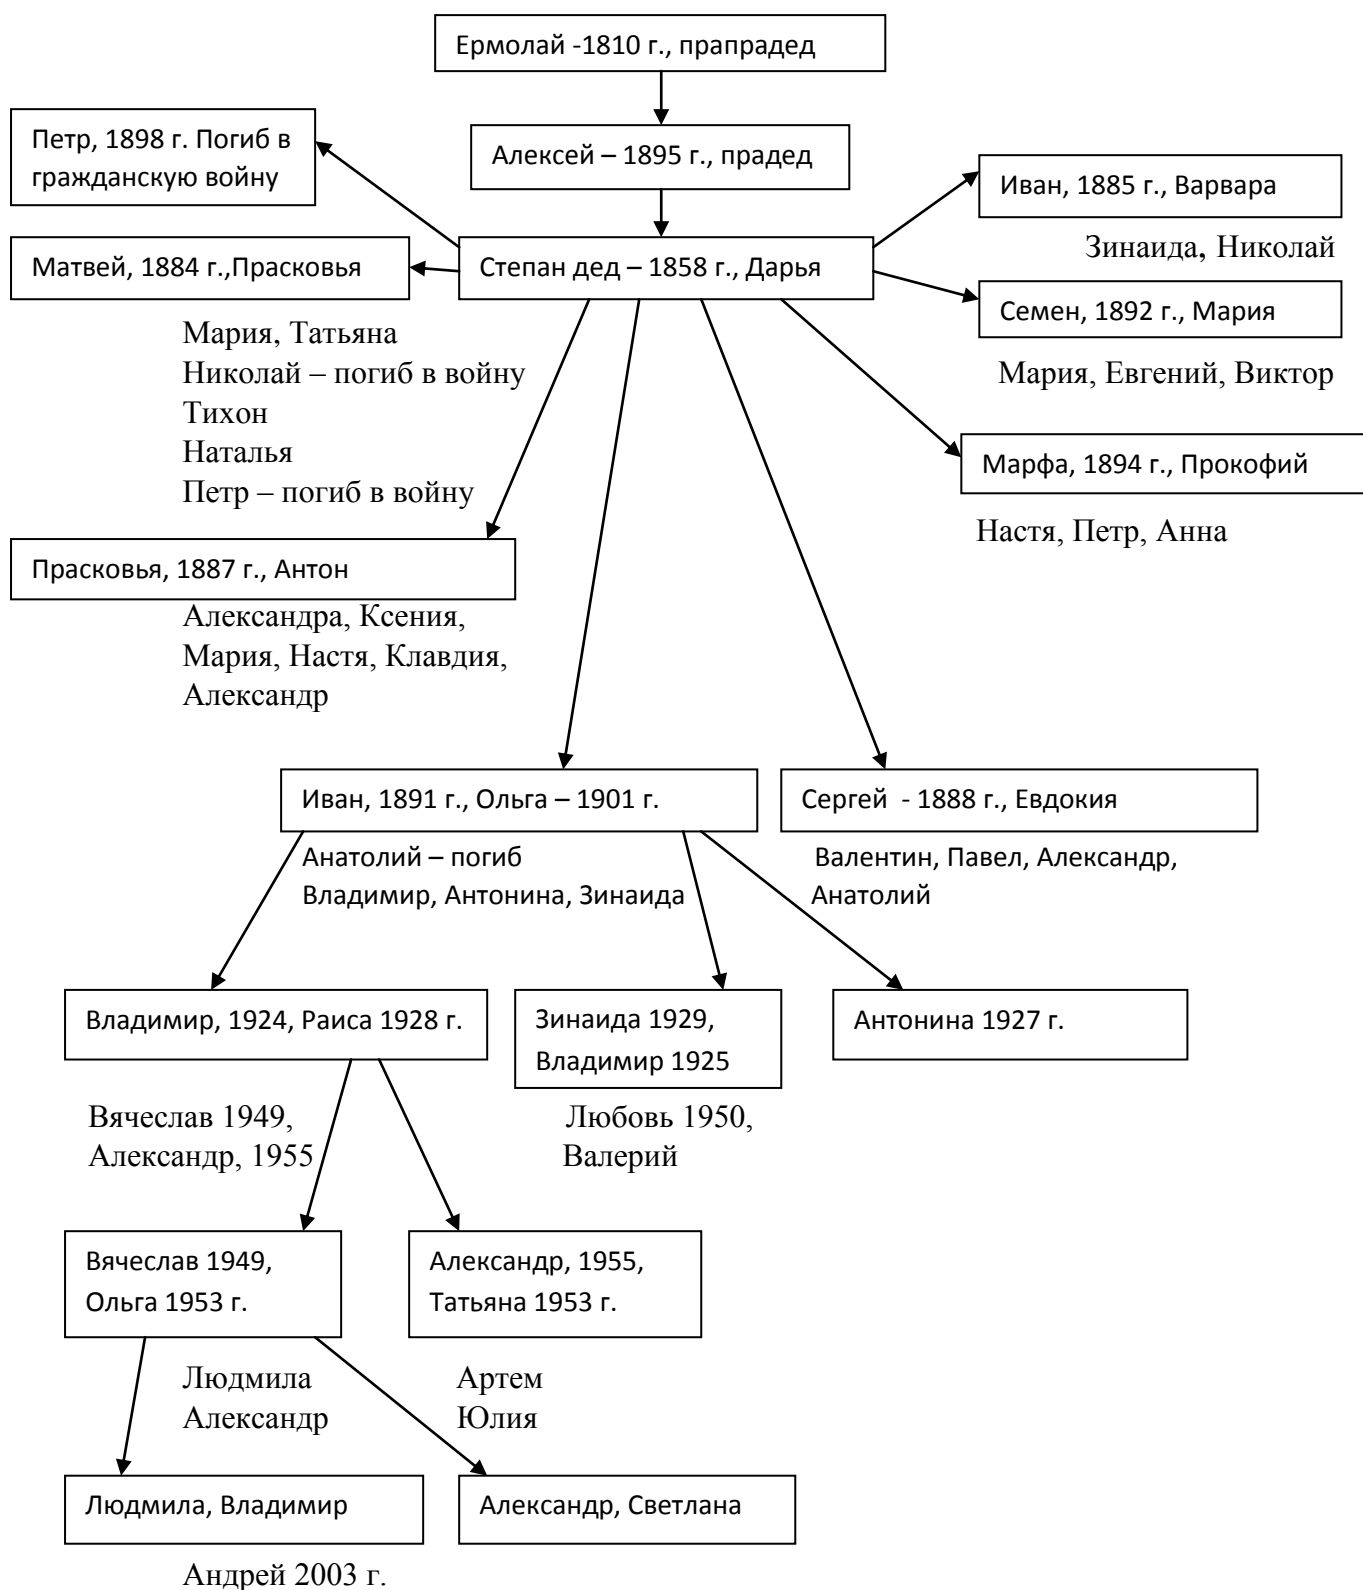 Ермолай -1810 г., прапрадед
Петр, 1898 г. Погиб в
гражданскую войну
Алексей – 1895 г., прадед
Иван, 1885 г., Варвара
Зинаида, Николай
Матвей, 1884 г.,Прасковья
Степан дед – 1858 г., Дарья
Семен, 1892 г., Мария
Мария, Евгений, Виктор
Мария, Татьяна
Николай – погиб в войну
Тихон
Наталья
Петр – погиб в войну
Марфа, 1894 г., Прокофий
Настя, Петр, Анна
Прасковья, 1887 г., Антон
Александра, Ксения,
Мария, Настя, Клавдия,
Александр
Иван, 1891 г., Ольга – 1901 г.
Анатолий – погиб
Владимир, Антонина, Зинаида
Сергей - 1888 г., Евдокия
Валентин, Павел, Александр,
Анатолий
Владимир, 1924, Раиса 1928 г.
Зинаида 1929,
Владимир 1925
Антонина 1927 г.
Вячеслав 1949,
Александр, 1955
Любовь 1950,
Валерий
Вячеслав 1949,
Ольга 1953 г.
Александр, 1955,
Татьяна 1953 г.
Людмила
Александр
Артем
Юлия
Людмила, Владимир
Александр, Светлана
Андрей 2003 г.